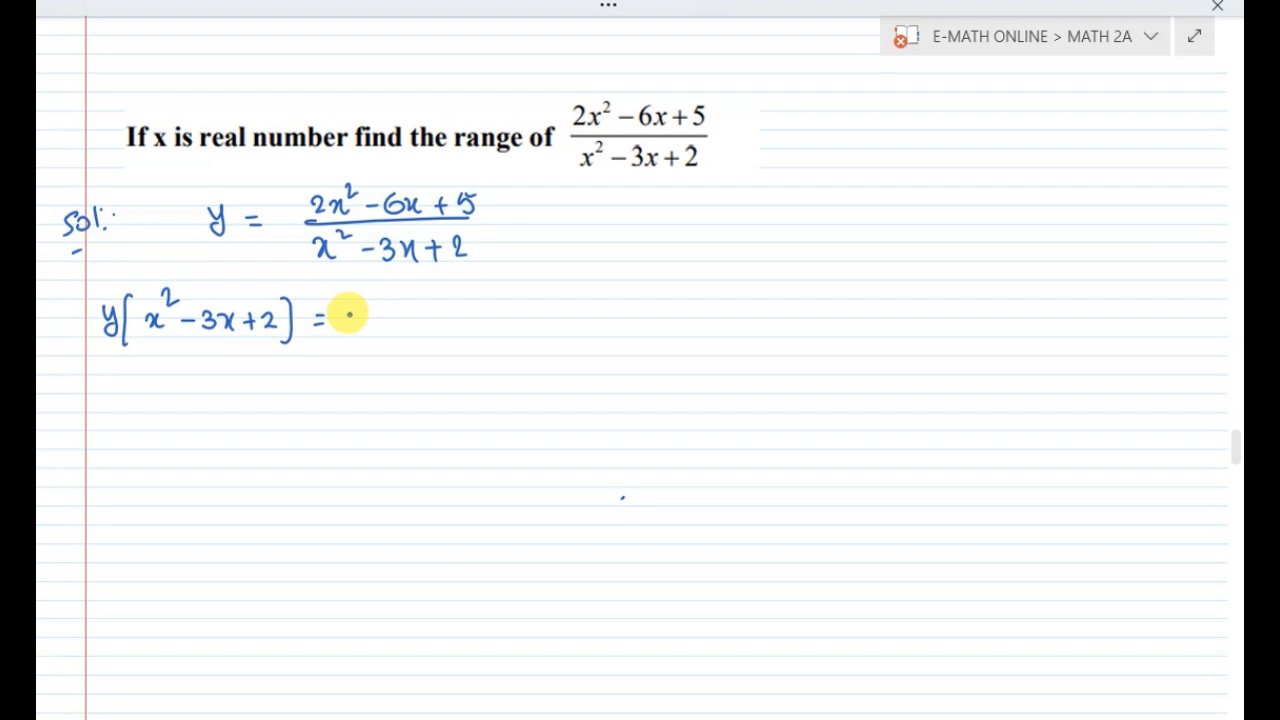 E-MATH ONLINE > MATH 2A
If x is real number find the range of (2x² − 6x + 5)/(x² − 3x + 2)
Sol: y = (2x² − 6x + 5)/(x² − 3x + 2)
y[x² − 3x + 2] =